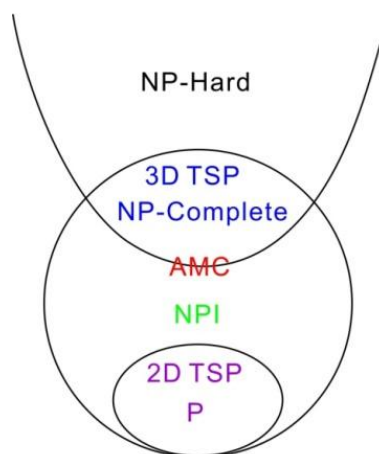 NP-Hard
3D TSP
NP-Complete
AMC
NPI
2D TSP
P